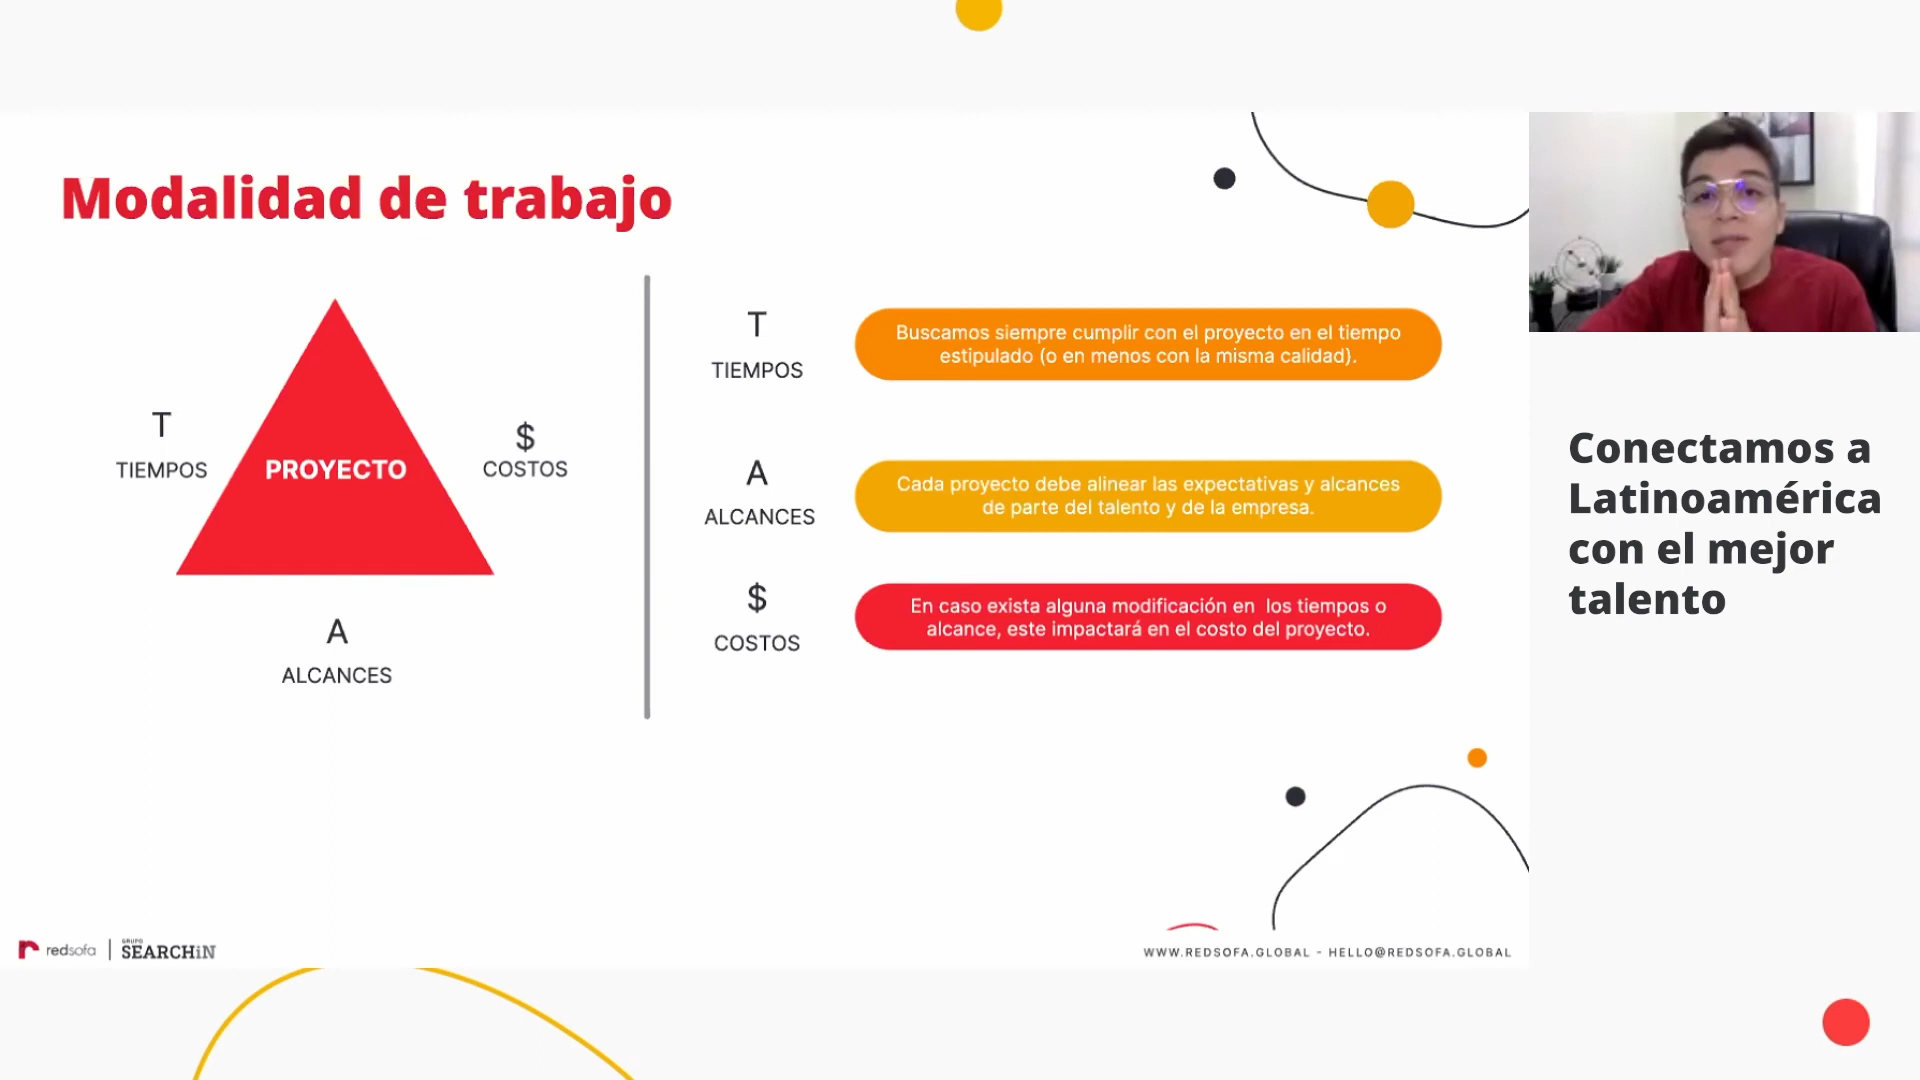 Modalidad de trabajo
T
TIEMPOS
PROYECTO
$
COSTOS
A
ALCANCES
T
TIEMPOS
Buscamos siempre cumplir con el proyecto en el tiempo
estipulado (o en menos con la misma calidad).
A
ALCANCES
Cada proyecto debe alinear las expectativas y alcances
de parte del talento y de la empresa.
$
COSTOS
En caso exista alguna modificación en los tiempos o
alcance, este impactará en el costo del proyecto.
Conectamos a
Latinoamérica
con el mejor
talento
redsofa
GRUPO
SEARCHiN
WWW.REDSOFA.GLOBAL - HELLO@REDSOFA.GLOBAL